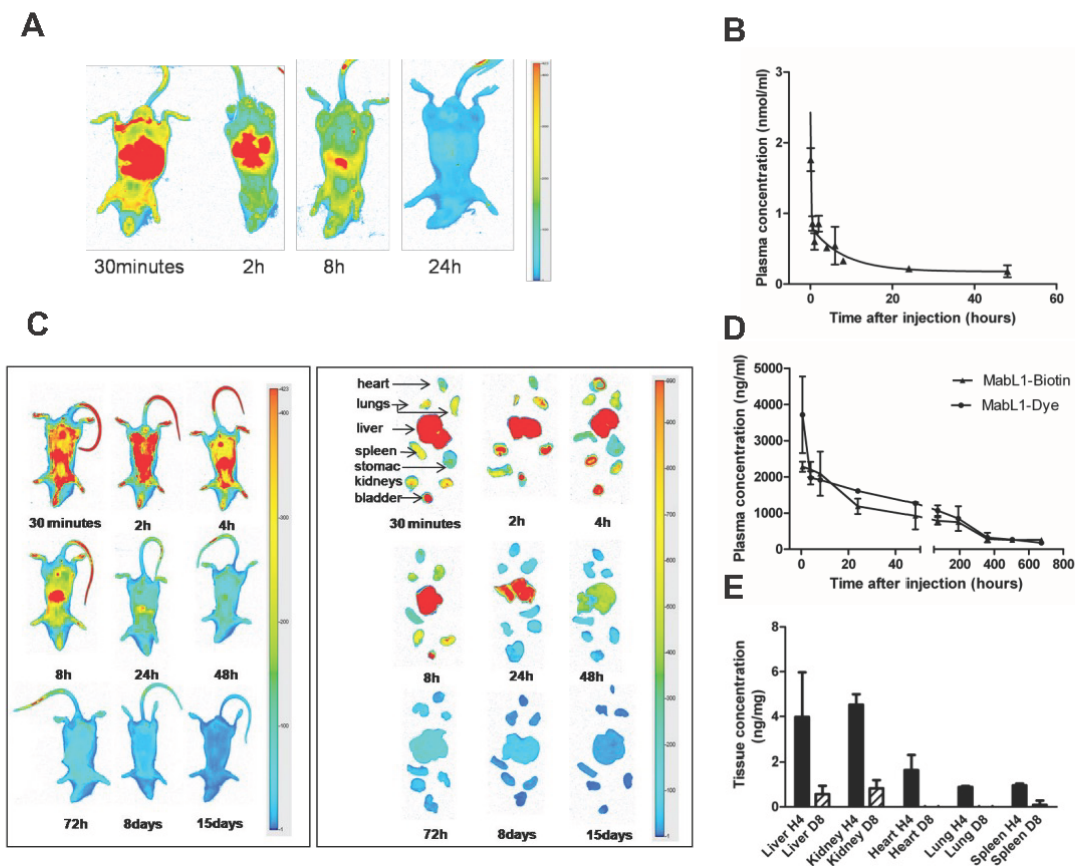 A
30minutes
2h
8h
24h
B
Plasma concentration (nmol/ml)
3
2
1
0
0
20
40
60
Time after injection (hours)
C
30 minutes
2h
4h
8h
24h
48h
72h
8days
15days
400
300
200
100
heart
lungs
liver
spleen
stomac
kidneys
bladder
30 minutes
2h
4h
8h
24h
48h
72h
8days
15days
D
Plasma concentration (ng/ml)
5000
4000
3000
2000
1000
0
MabL1-Biotin
MabL1-Dye
0
20
40
200
400
600
800
Time after injection (hours)
E
Tissue concentration
(ng/mg)
8
6
4
2
0
Liver H4
Liver D8
Kidney H4
Kidney D8
Heart H4
Heart D8
Lung H4
Lung D8
Spleen H4
Spleen D8